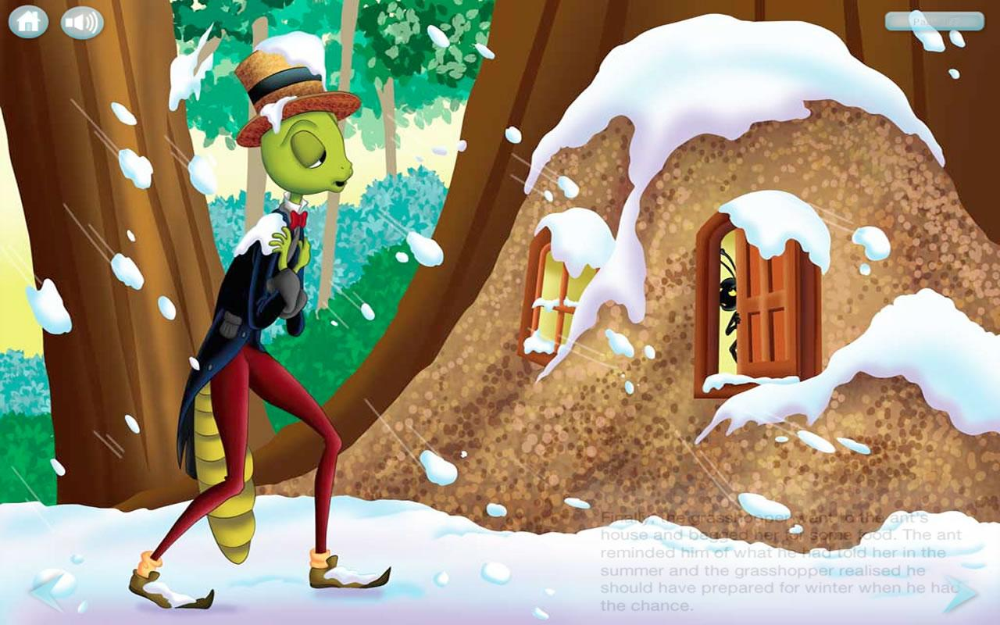 Finally, the grasshopper went to the ant's
house and begged her for some food. The ant
reminded him of what he had told her in the
summer and the grasshopper realised he
should have prepared for winter when he had
the chance.